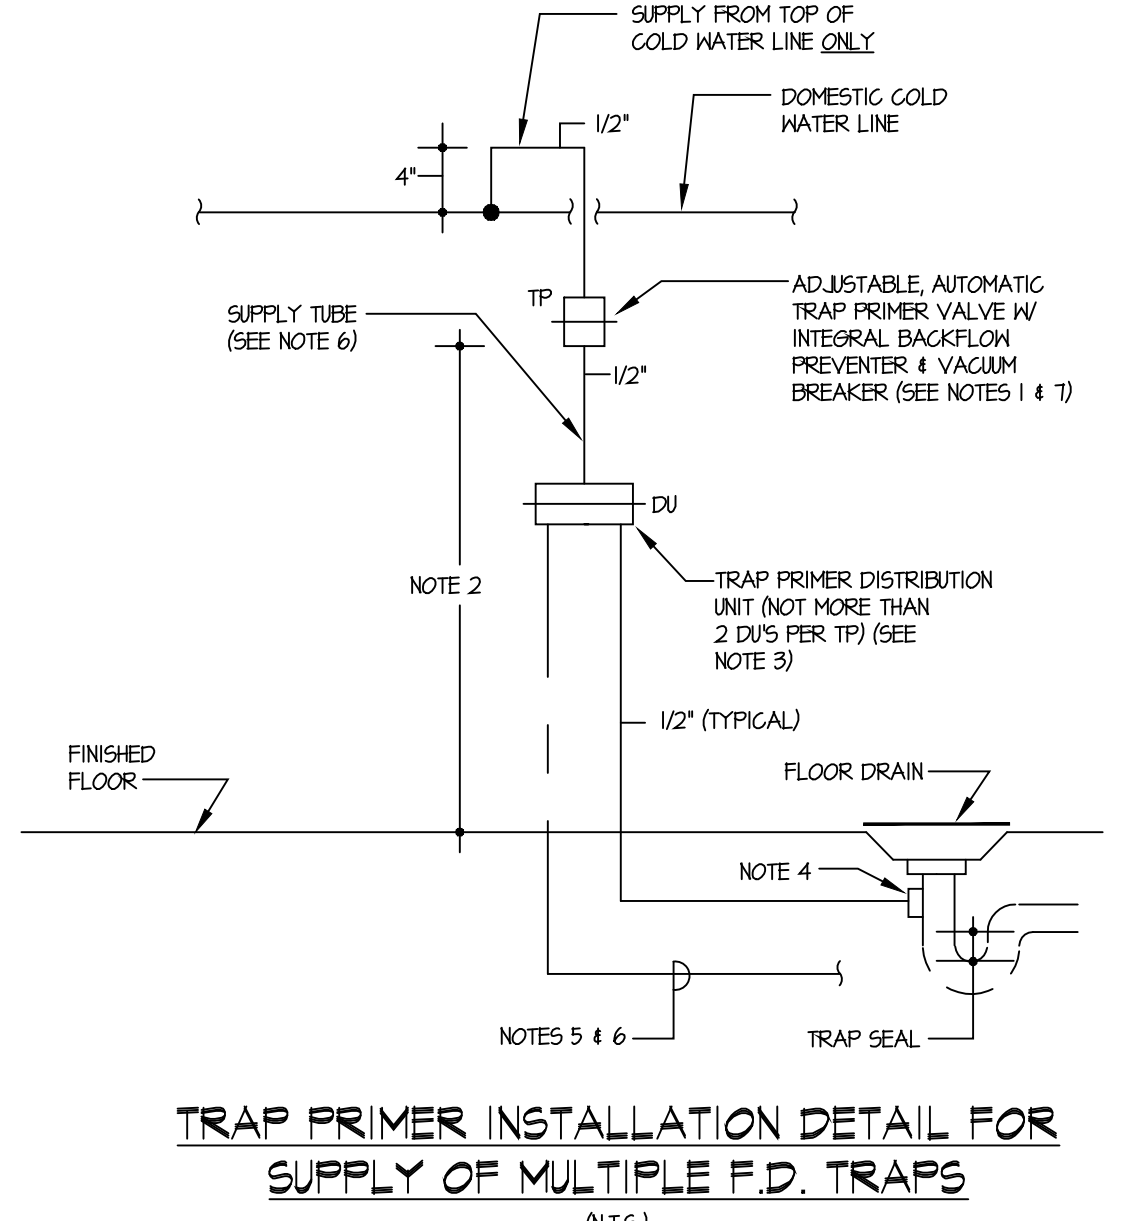 SUPPLY FROM TOP OF
COLD WATER LINE ONLY
DOMESTIC COLD
WATER LINE
1/2"
4"
TP
ADJUSTABLE, AUTOMATIC
TRAP PRIMER VALVE W/
INTEGRAL BACKFLOW
PREVENTER & VACUUM
BREAKER (SEE NOTES 1 & 7)
SUPPLY TUBE
(SEE NOTE 6)
1/2"
DU
NOTE 2
TRAP PRIMER DISTRIBUTION
UNIT (NOT MORE THAN
2 DU'S PER TP) (SEE
NOTE 3)
1/2" (TYPICAL)
FINISHED
FLOOR
FLOOR DRAIN
NOTE 4
NOTES 5 & 6
TRAP SEAL
TRAP PRIMER INSTALLATION DETAIL FOR
SUPPLY OF MULTIPLE F.D. TRAPS
(N.T.S.)